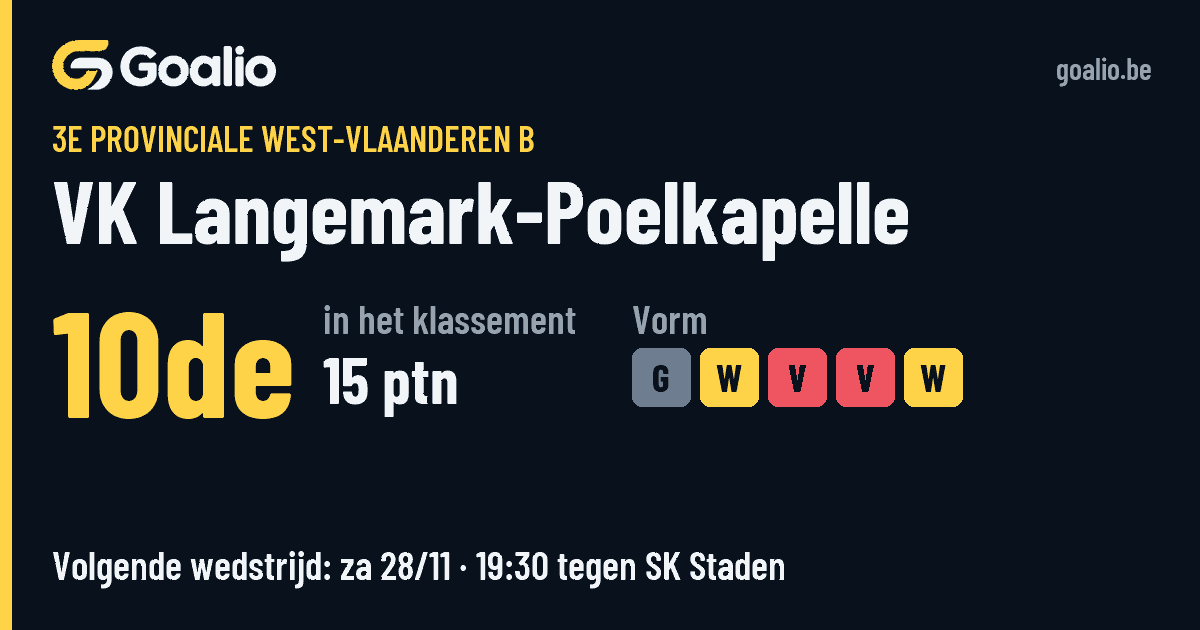 Goalio
goalio.be
3E PROVINCIALE WEST-VLAANDEREN B
VK Langemark-Poelkapelle
10de
in het klassement
15 ptn
Vorm
G W V V W
Volgende wedstrijd: za 28/11 · 19:30 tegen SK Staden